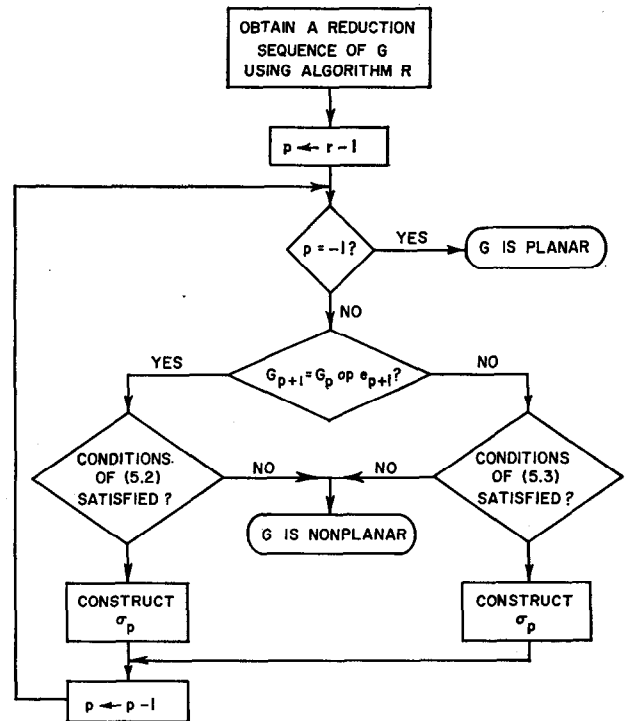 OBTAIN A REDUCTION
SEQUENCE OF G
USING ALGORITHM R
p ← r - 1
p = -1?
YES
G IS PLANAR
NO
YES
G_{p+1} = G_p op e_{p+1}?
NO
CONDITIONS.
OF (5.2)
SATISFIED?
NO
NO
CONDITIONS
OF (5.3)
SATISFIED?
G IS NONPLANAR
CONSTRUCT
σ_p
CONSTRUCT
σ_p
p ← p - 1